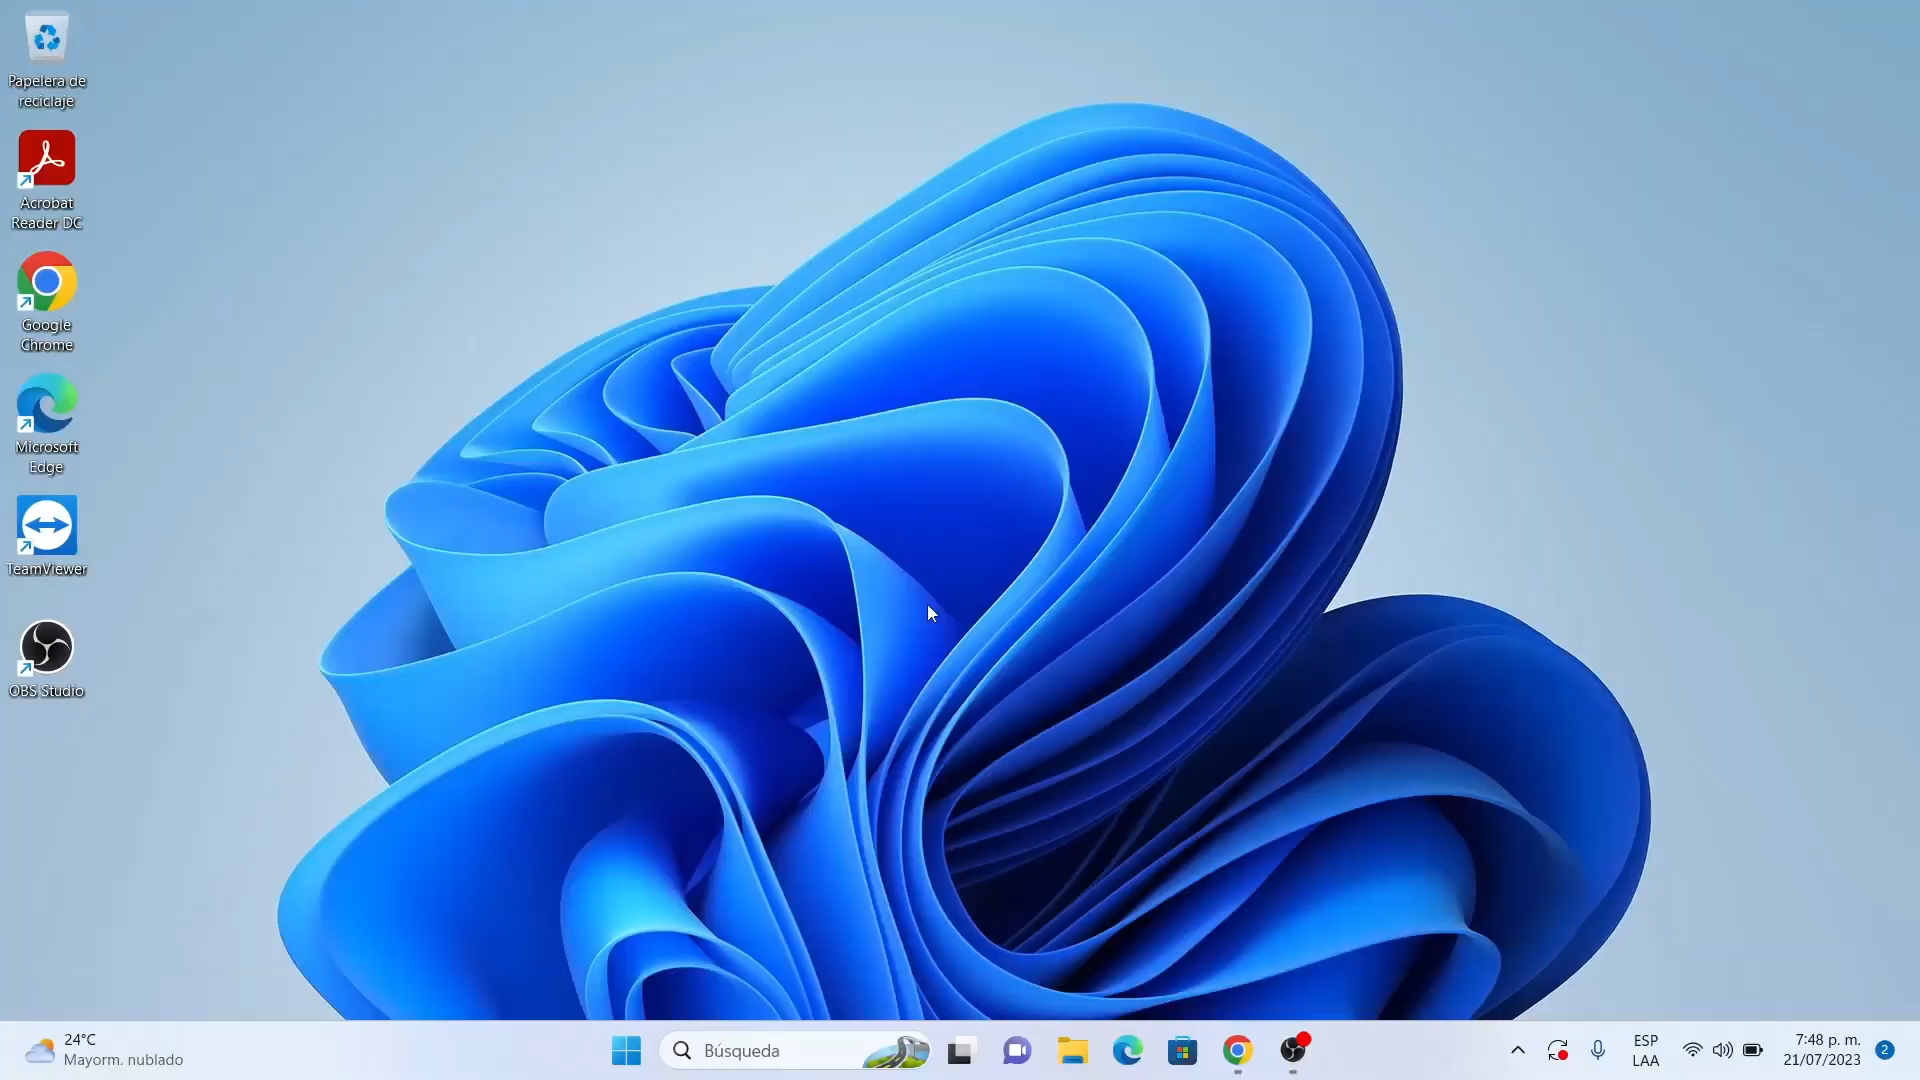 Papelera de
reciclaje
Acrobat
Reader DC
Google
Chrome
Microsoft
Edge
TeamViewer
OBS Studio
24°C
Mayorm. nublado
Búsqueda
ESP
LAA
7:48 p. m.
21/07/2023
2